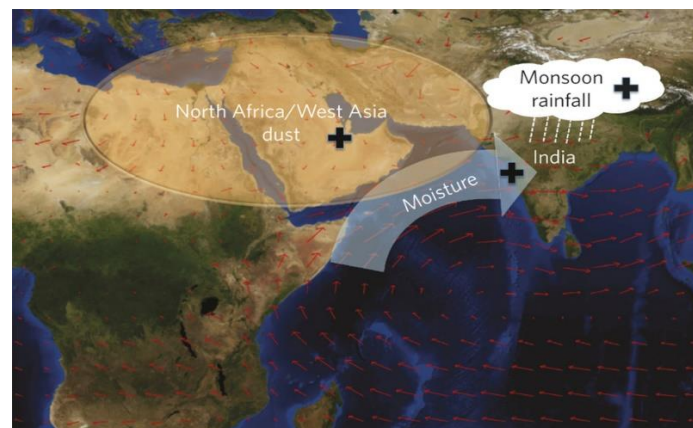 North Africa/West Asia
dust
Monsoon
rainfall
India
Moisture